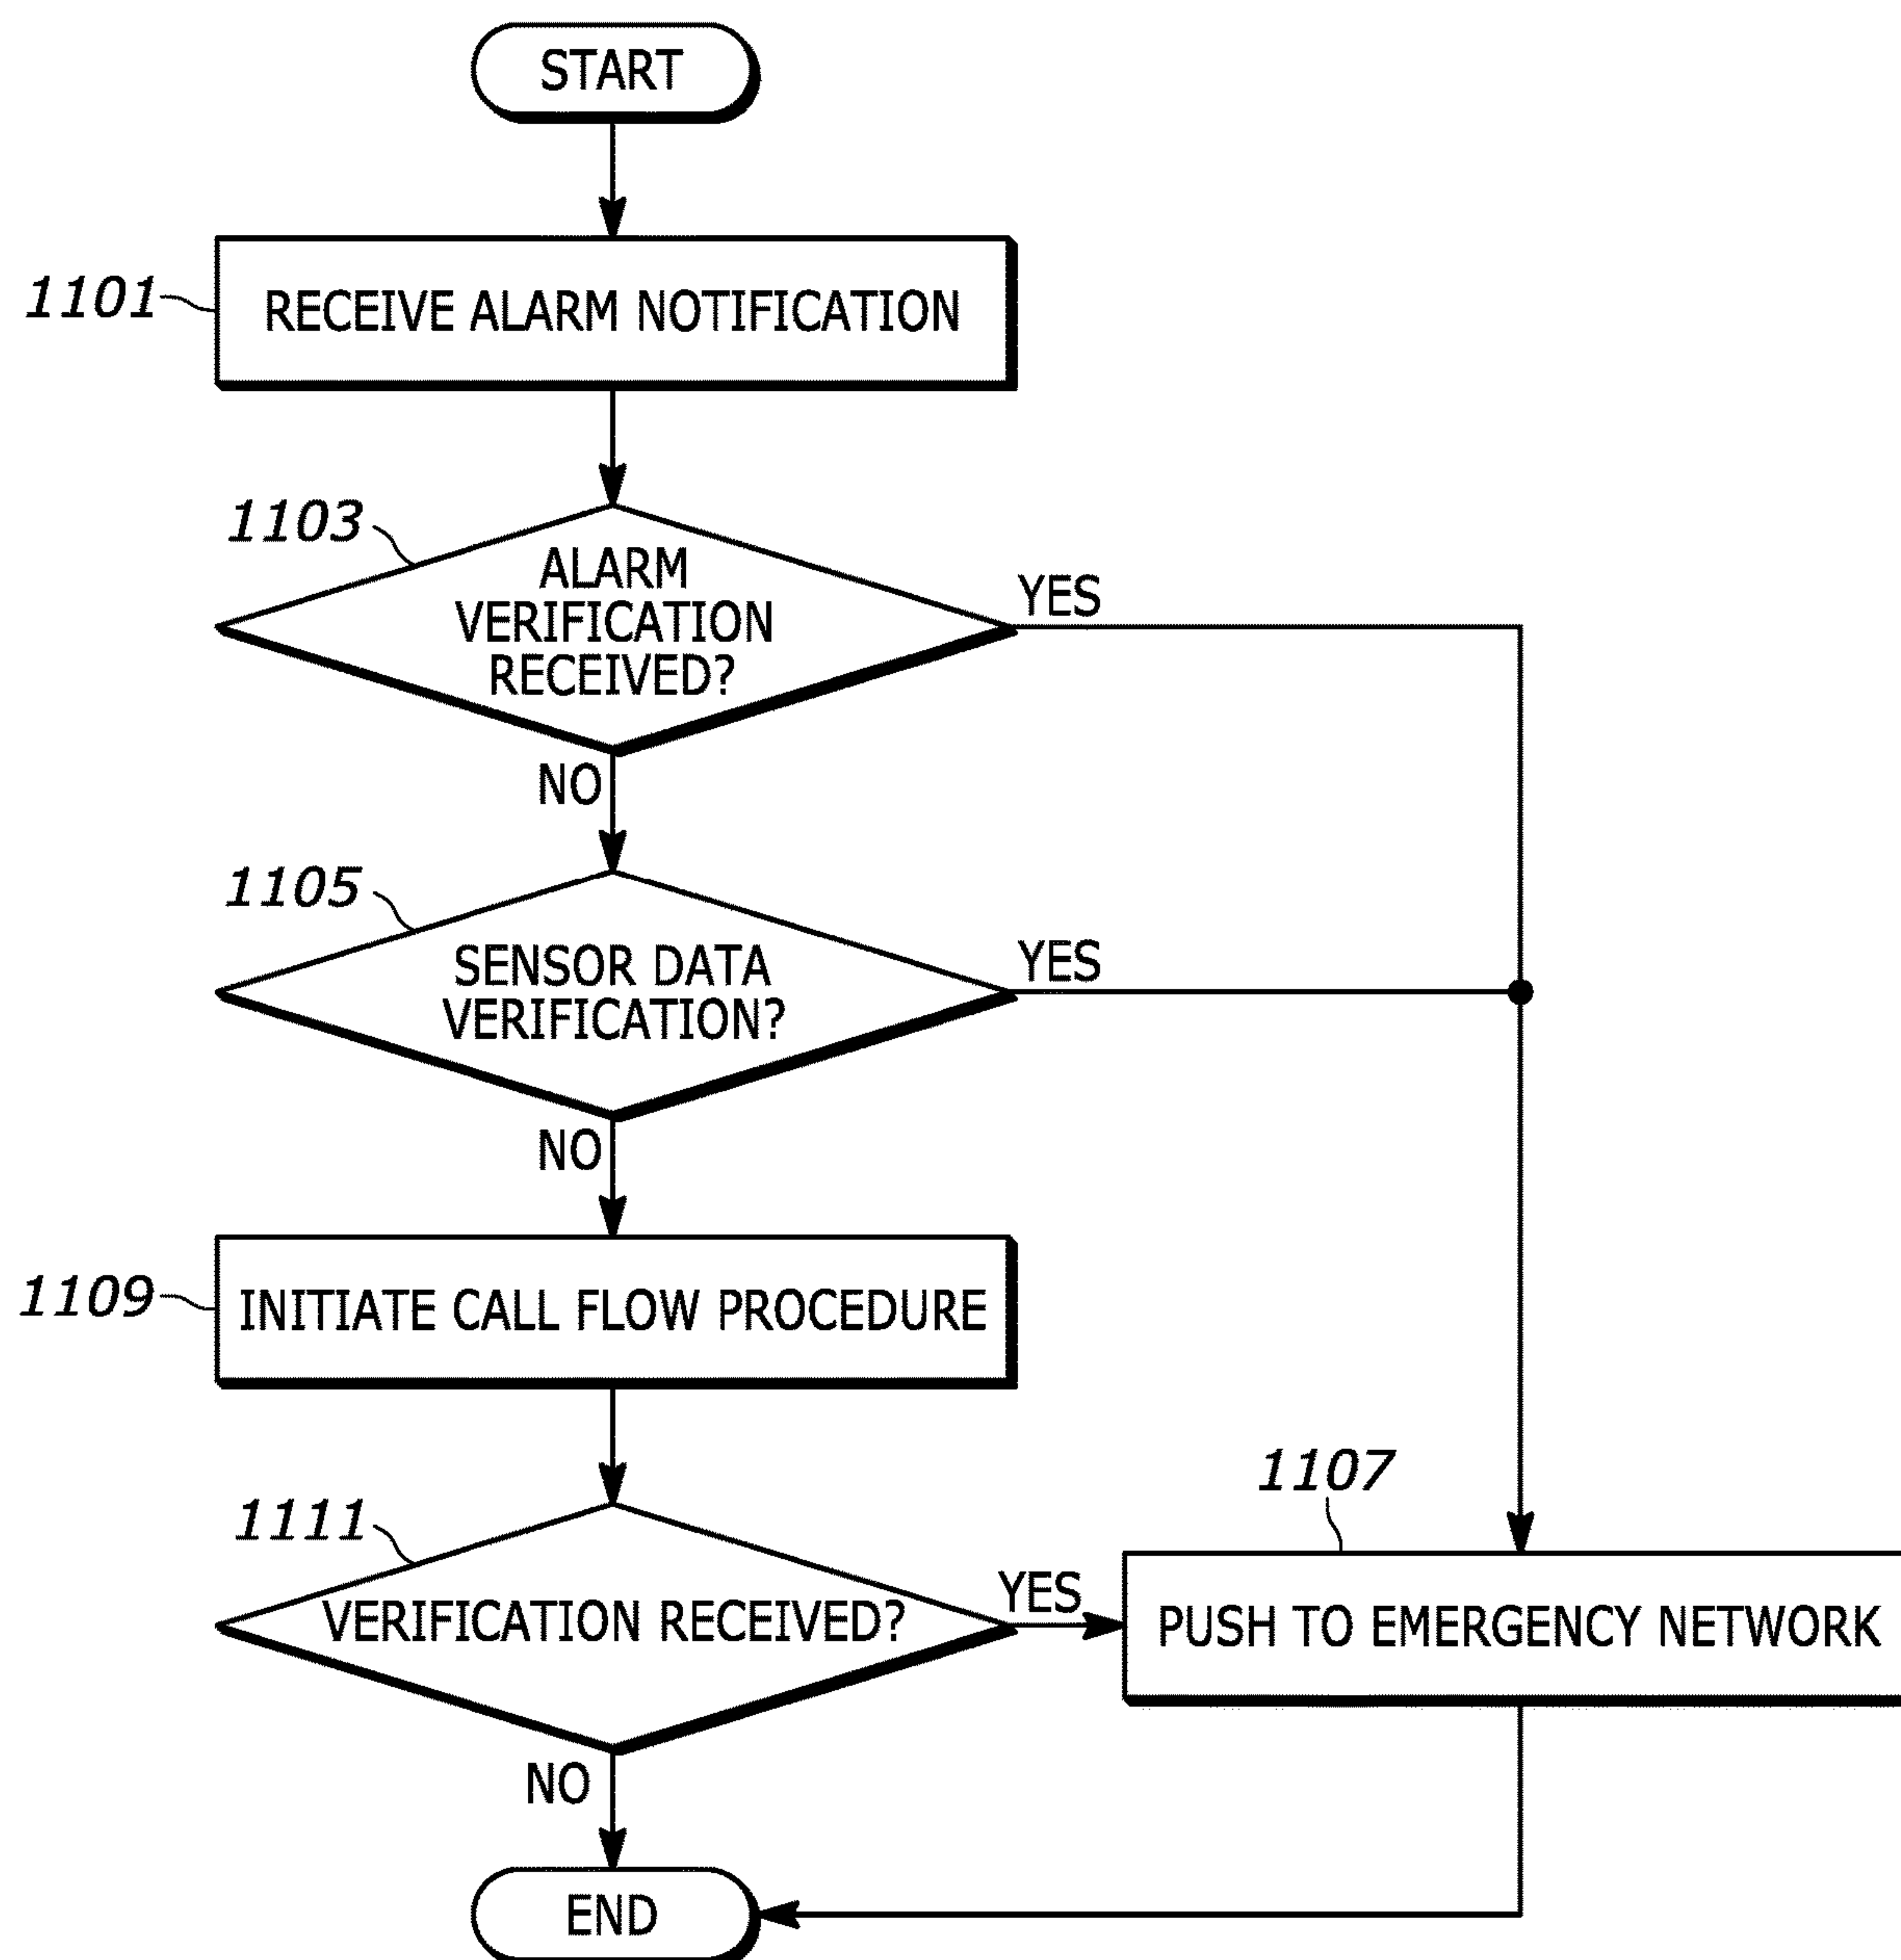 START
1101
RECEIVE ALARM NOTIFICATION
1103
ALARM
VERIFICATION
RECEIVED?
YES
NO
1105
SENSOR DATA
VERIFICATION?
YES
NO
1109
INITIATE CALL FLOW PROCEDURE
1111
VERIFICATION RECEIVED?
YES
1107
PUSH TO EMERGENCY NETWORK
NO
END